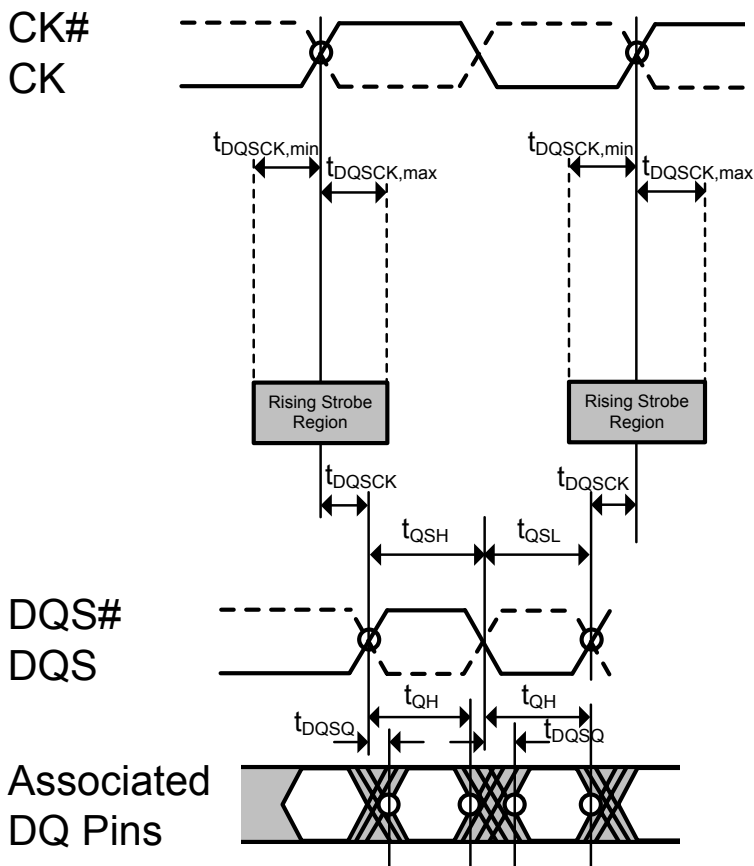 CK#
CK
tDQSCK,min
tDQSCK,max
tDQSCK,min
tDQSCK,max
Rising Strobe
Region
Rising Strobe
Region
tDQSCK
tDQSCK
tQSH
tQSL
DQS#
DQS
tQH
tQH
tDQSQ
tDQSQ
Associated
DQ Pins